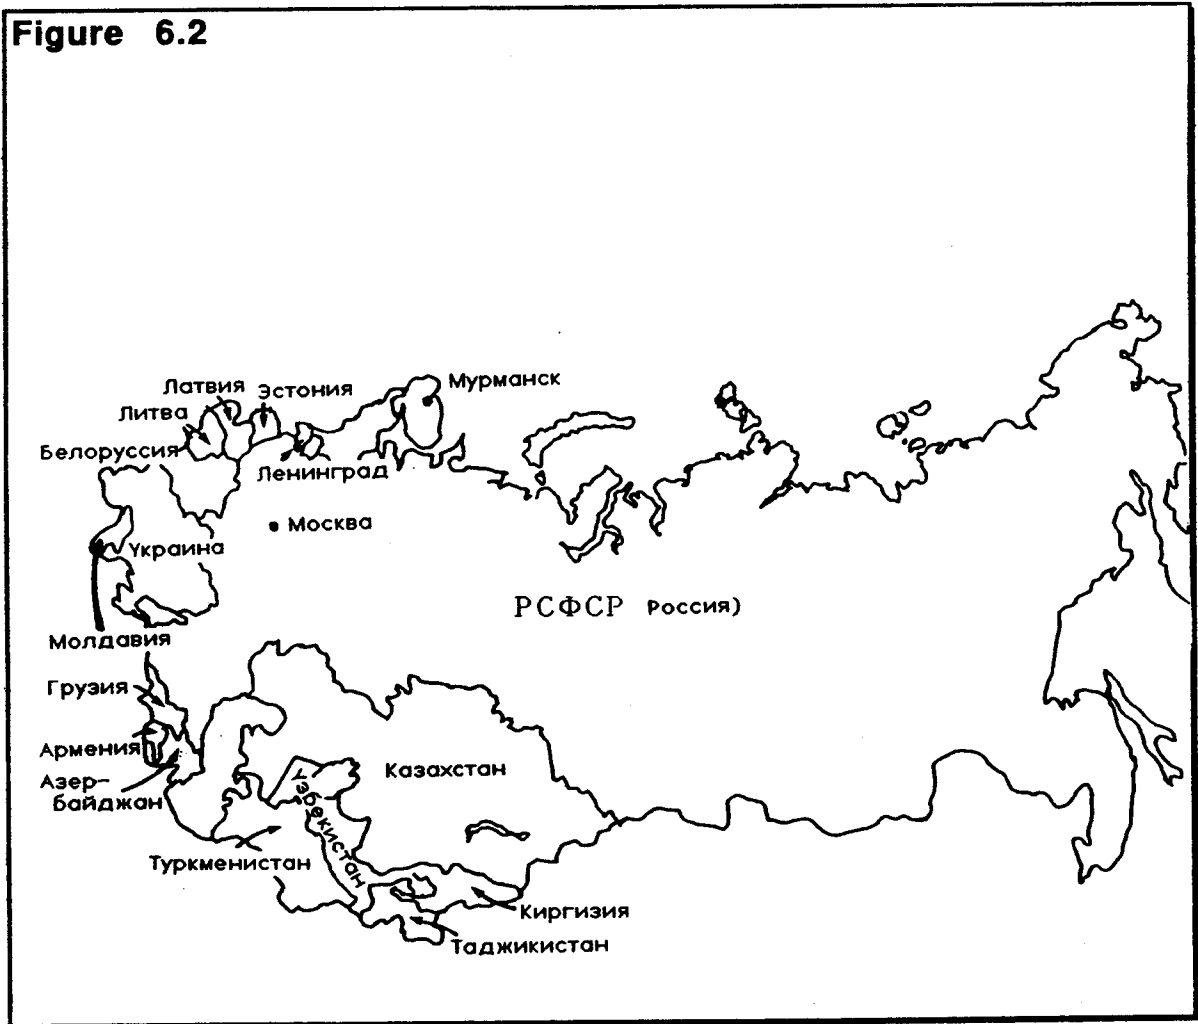 Figure 6.2
Латвия
Эстония
Мурманск
Литва
Белоруссия
Ленинград
Москва
Украина
РСФСР Россия)
Молдавия
Грузия
Армения
Азер-
байджан
Казахстан
Узбекистан
Туркменистан
Киргизия
Таджикистан